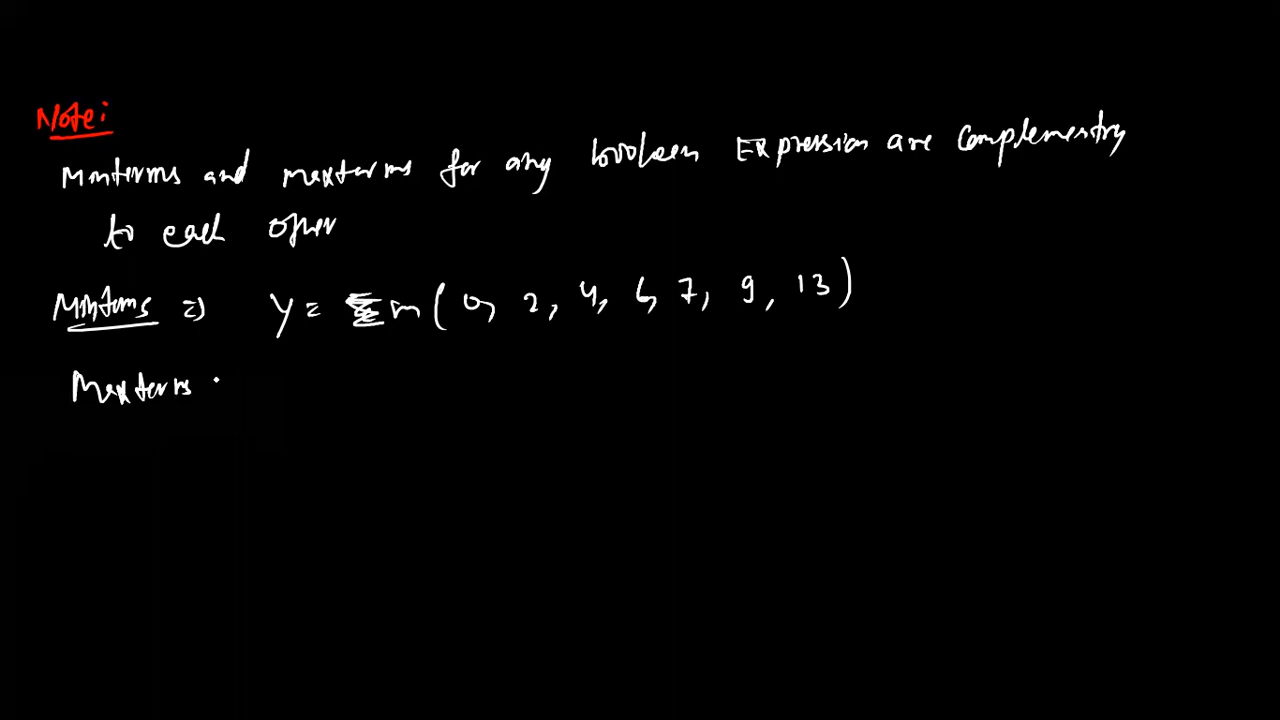 Note:
Minterms and maxterms for any boolean Expression are complementry
to each other
Minterms => Y = Σm(0, 2, 4, 6, 7, 9, 13)
Maxterms